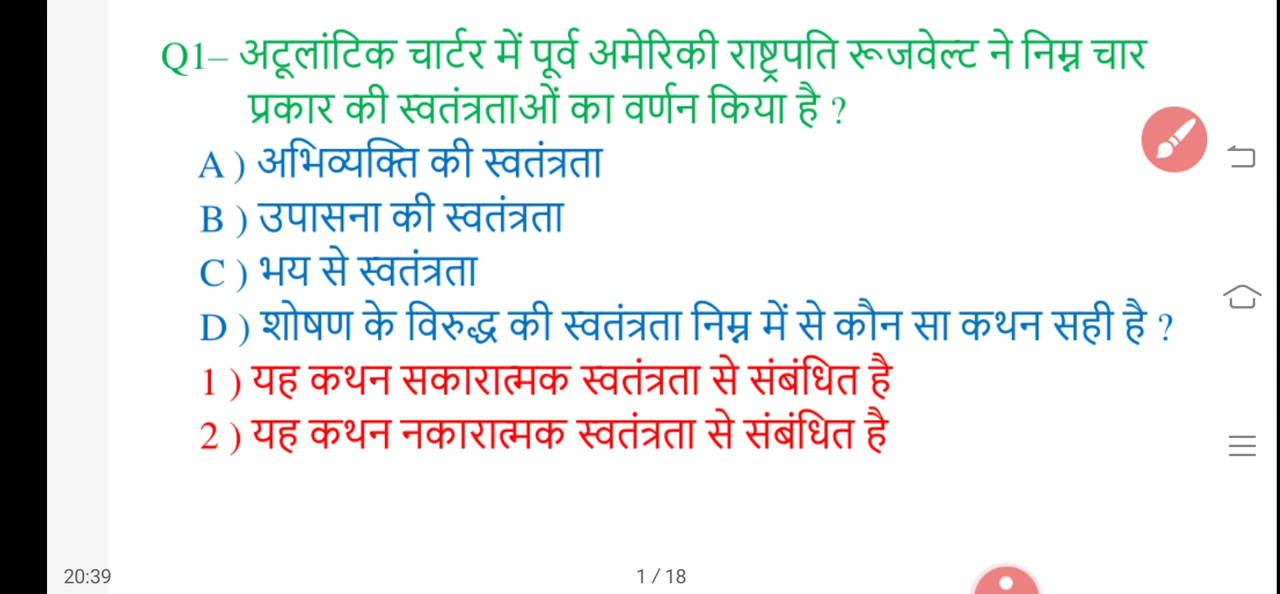 Q1– अटूलांटिक चार्टर में पूर्व अमेरिकी राष्ट्रपति रूजवेल्ट ने निम्न चार
प्रकार की स्वतंत्रताओं का वर्णन किया है ?
A ) अभिव्यक्ति की स्वतंत्रता
B ) उपासना की स्वतंत्रता
C ) भय से स्वतंत्रता
D ) शोषण के विरुद्ध की स्वतंत्रता निम्न में से कौन सा कथन सही है ?
1 ) यह कथन सकारात्मक स्वतंत्रता से संबंधित है
2 ) यह कथन नकारात्मक स्वतंत्रता से संबंधित है
20:39
1 / 18